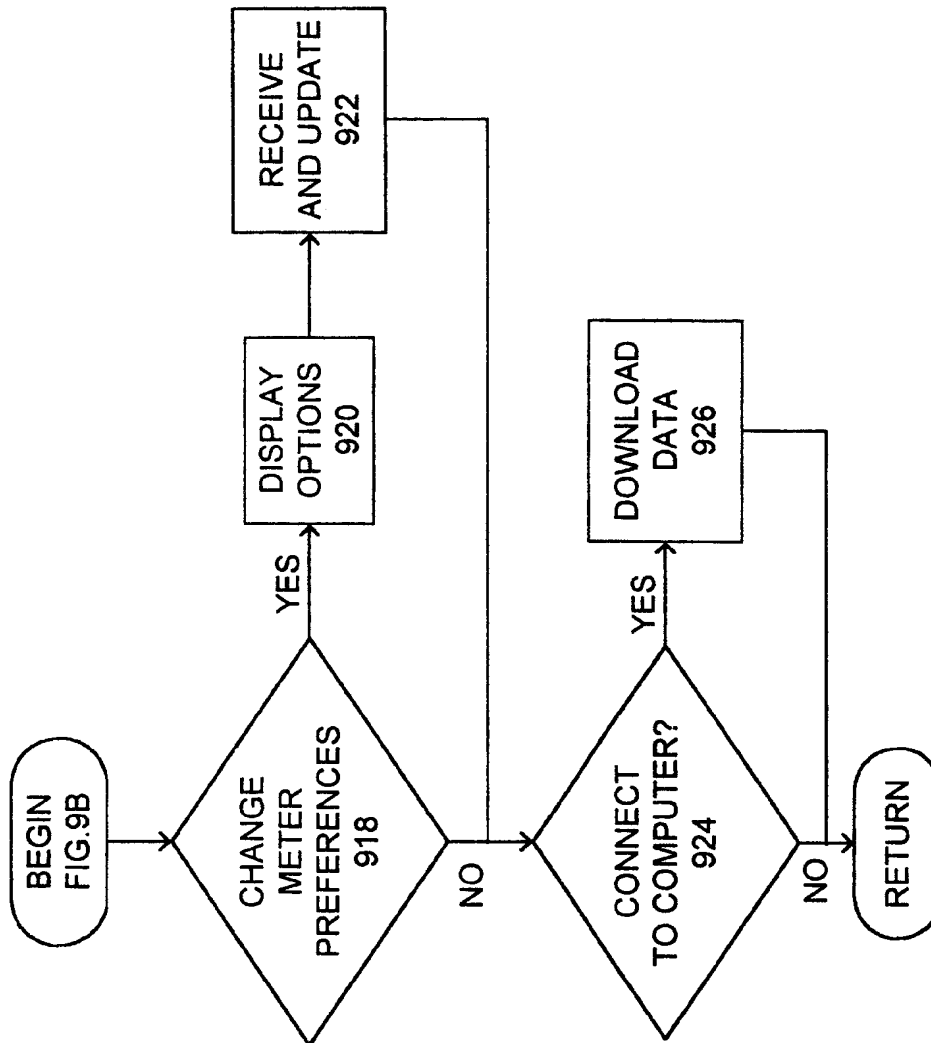 BEGIN
FIG.9B
CHANGE
METER
PREFERENCES
918
YES
DISPLAY
OPTIONS
920
RECEIVE
AND UPDATE
922
NO
CONNECT
TO COMPUTER?
924
YES
DOWNLOAD
DATA
926
NO
RETURN